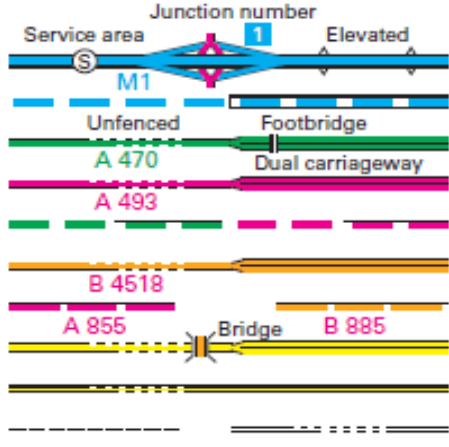 Junction number
Service area 1 Elevated
S
M1
Unfenced Footbridge
A 470 Dual carriageway
A 493
B 4518
A 855 Bridge B 885